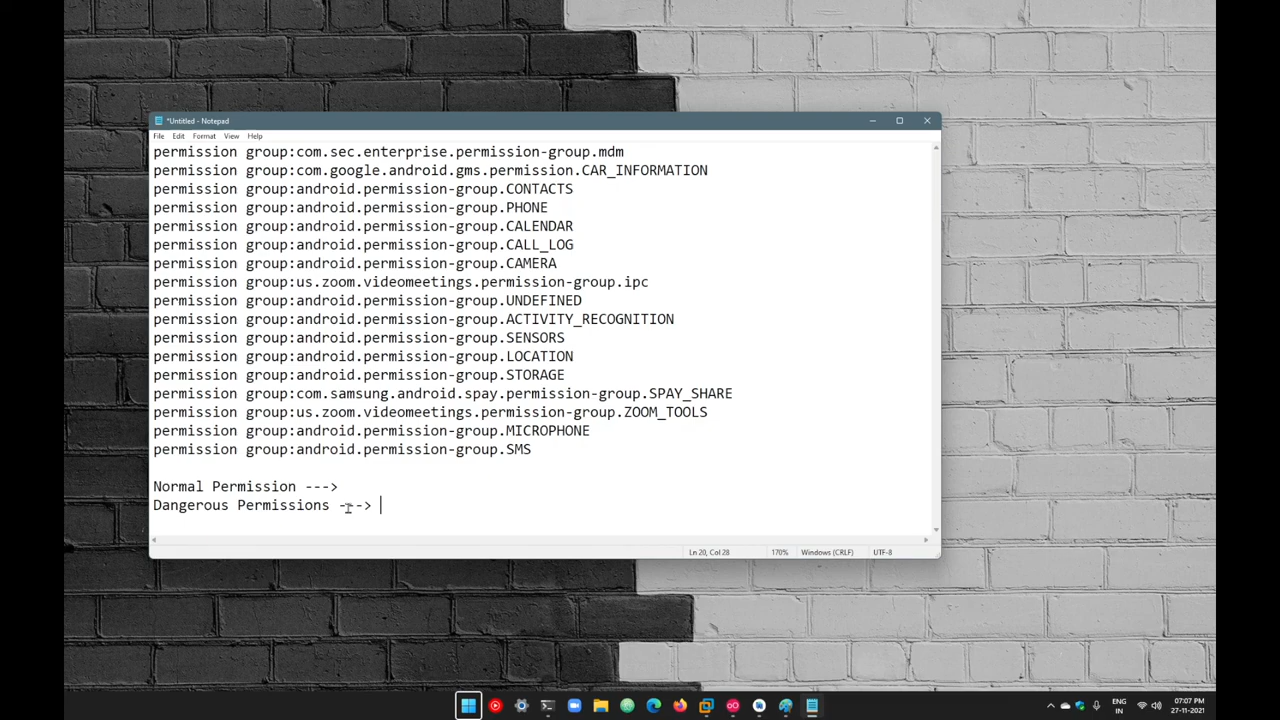 *Untitled - Notepad
File Edit Format View Help
permission group:com.sec.enterprise.permission-group.mdm
permission group:com.google.android.gms.permission.CAR_INFORMATION
permission group:android.permission-group.CONTACTS
permission group:android.permission-group.PHONE
permission group:android.permission-group.CALENDAR
permission group:android.permission-group.CALL_LOG
permission group:android.permission-group.CAMERA
permission group:us.zoom.videomeetings.permission-group.ipc
permission group:android.permission-group.UNDEFINED
permission group:android.permission-group.ACTIVITY_RECOGNITION
permission group:android.permission-group.SENSORS
permission group:android.permission-group.LOCATION
permission group:android.permission-group.STORAGE
permission group:com.samsung.android.spay.permission-group.SPAY_SHARE
permission group:us.zoom.videomeetings.permission-group.ZOOM_TOOLS
permission group:android.permission-group.MICROPHONE
permission group:android.permission-group.SMS
Normal Permission --->
Dangerous Permissions --->
Ln 20, Col 28 170% Windows (CRLF) UTF-8
ENG 07:07 PM
IN 27-11-2021